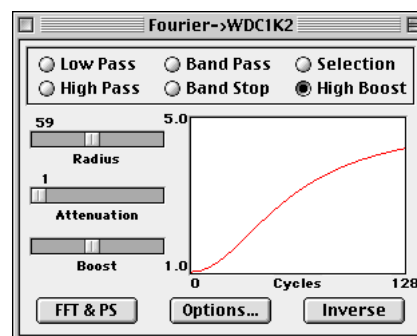 Fourier->WDC1K2
Low Pass Band Pass Selection
High Pass Band Stop High Boost
59
Radius
1
Attenuation
Boost
5.0
1.0
0 Cycles 128
FFT & PS Options... Inverse